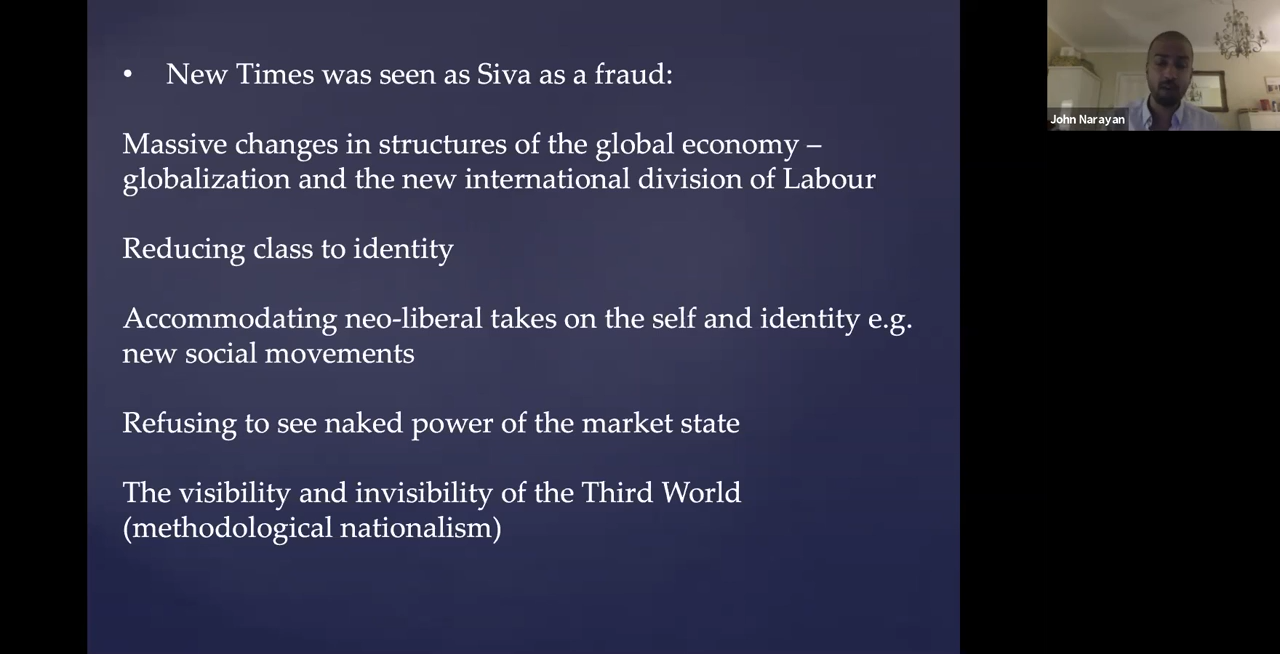 • New Times was seen as Siva as a fraud:
Massive changes in structures of the global economy –
globalization and the new international division of Labour
Reducing class to identity
Accommodating neo-liberal takes on the self and identity e.g.
new social movements
Refusing to see naked power of the market state
The visibility and invisibility of the Third World
(methodological nationalism)
John Narayan